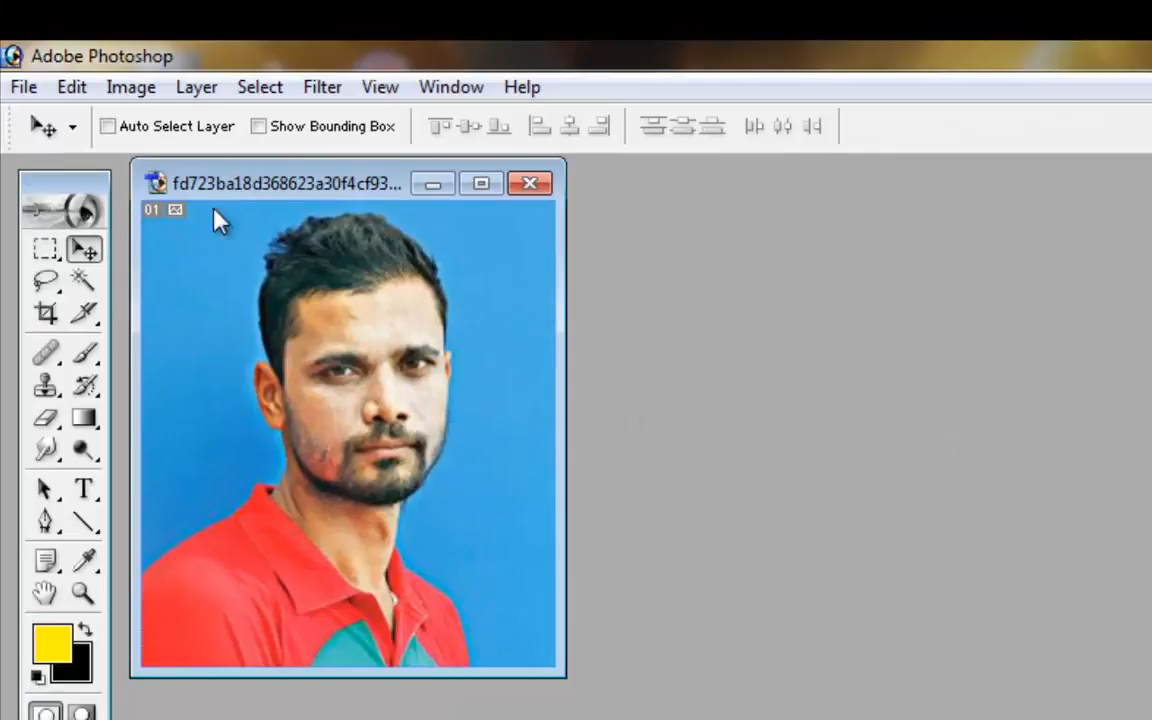 Adobe Photoshop
File Edit Image Layer Select Filter View Window Help
Auto Select Layer Show Bounding Box
fd723ba18d368623a30f4cf93...
01
T